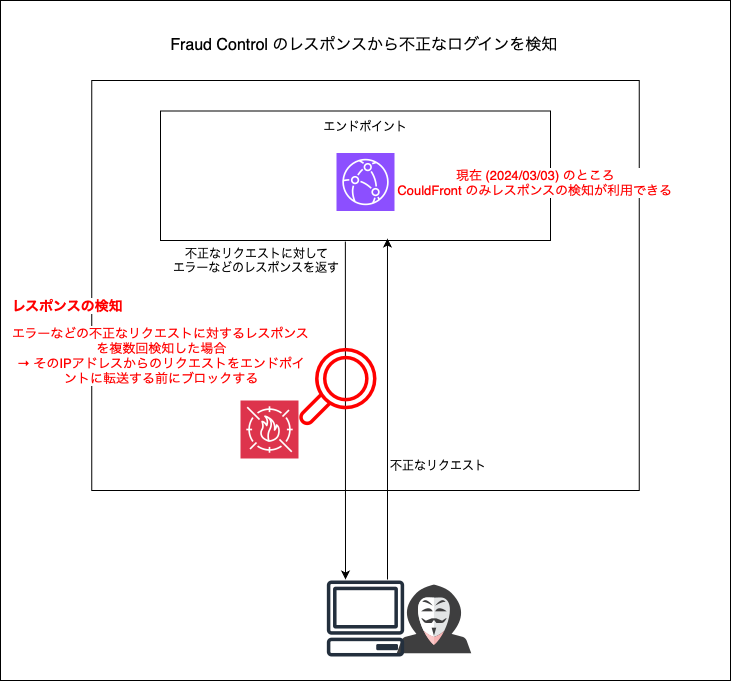 Fraud Control のレスポンスから不正なログインを検知
エンドポイント
現在 (2024/03/03) のところ
CouldFront のみレスポンスの検知が利用できる
不正なリクエストに対して
エラーなどのレスポンスを返す
レスポンスの検知
エラーなどの不正なリクエストに対するレスポンス
を複数回検知した場合
→ そのIPアドレスからのリクエストをエンドポイ
ントに転送する前にブロックする
不正なリクエスト